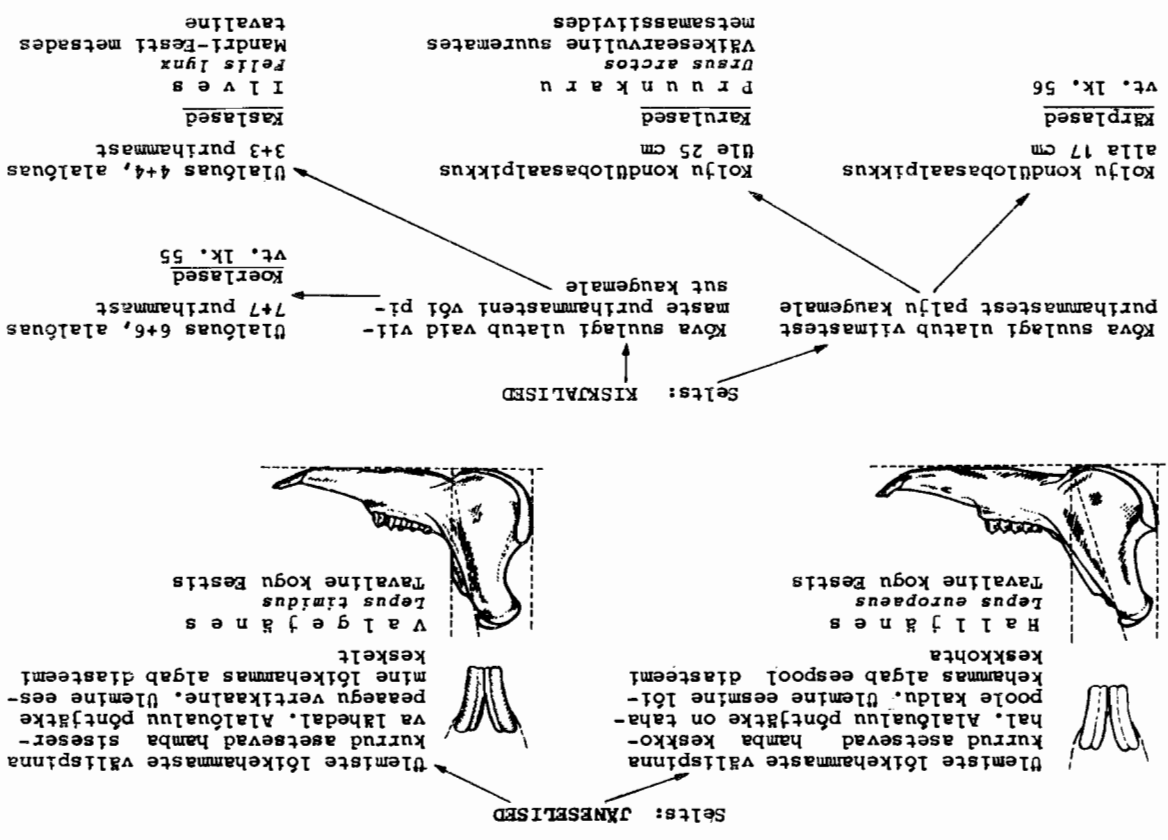 Selts: JÄNESELISED
Ülemiste lõikehammaste välispinna
kurrud asetsevad hamba keskko-
hal. Alalõualuu põntjätke on taha-
poole kaldu. Ülemine eesmine lõi-
kehammas algab eespool diasteemi
keskkohta
H a l l j ä n e s
Lepus europaeus
Tavaline kogu Eestis
Ülemiste lõikehammaste välispinna
kurrud asetsevad hamba siseser-
va lähedal. Alalõualuu põntjätke
peaaegu vertikaalne. Ülemine ees-
mine lõikehammas algab diasteemi
keskelt
V a l g e j ä n e s
Lepus timidus
Tavaline kogu Eestis
Selts: KISKJALISED
Kõva suulagi ulatub viimastest
purihammastest palju kaugemale
Kõva suulagi ulatub vaid vii-
maste purihammasteni või pi-
sut kaugemale
Ülalõuas 6+6, alalõuas
7+7 purihammast
Koerlased
vt. lk. 55
Kolju kondülobasaalpikkus
alla 17 cm
Kärplased
vt. lk. 56
Kolju kondülobasaalpikkus
üle 25 cm
Karulased
P r u u n k a r u
Ursus arctos
Väikesearvuline suuremates
metsamassiivides
Ülalõuas 4+4, alalõuas
3+3 purihammast
Kaslased
I l v e s
Felis lynx
Mandri-Eesti metsades
tavaline